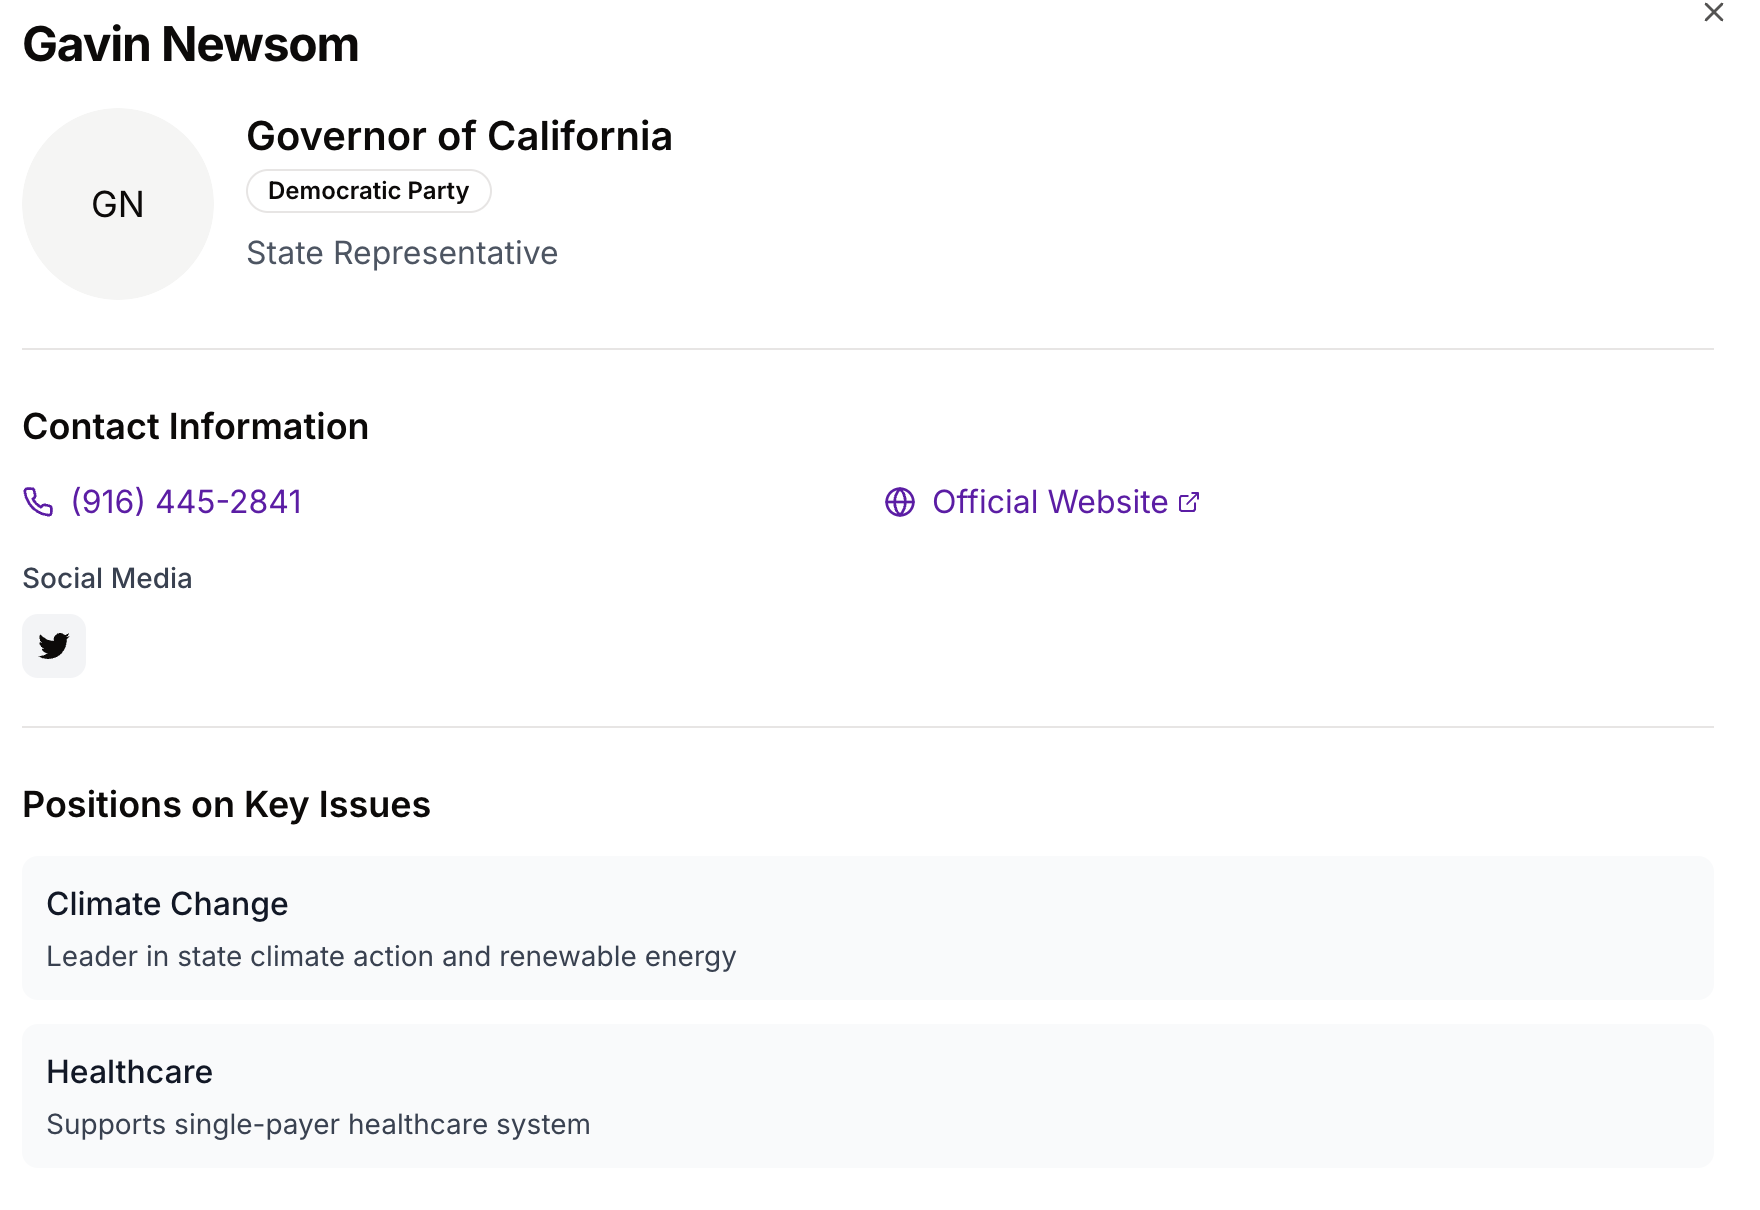 Gavin Newsom
GN
Governor of California
Democratic Party
State Representative
Contact Information
(916) 445-2841
Official Website
Social Media
Positions on Key Issues
Climate Change
Leader in state climate action and renewable energy
Healthcare
Supports single-payer healthcare system